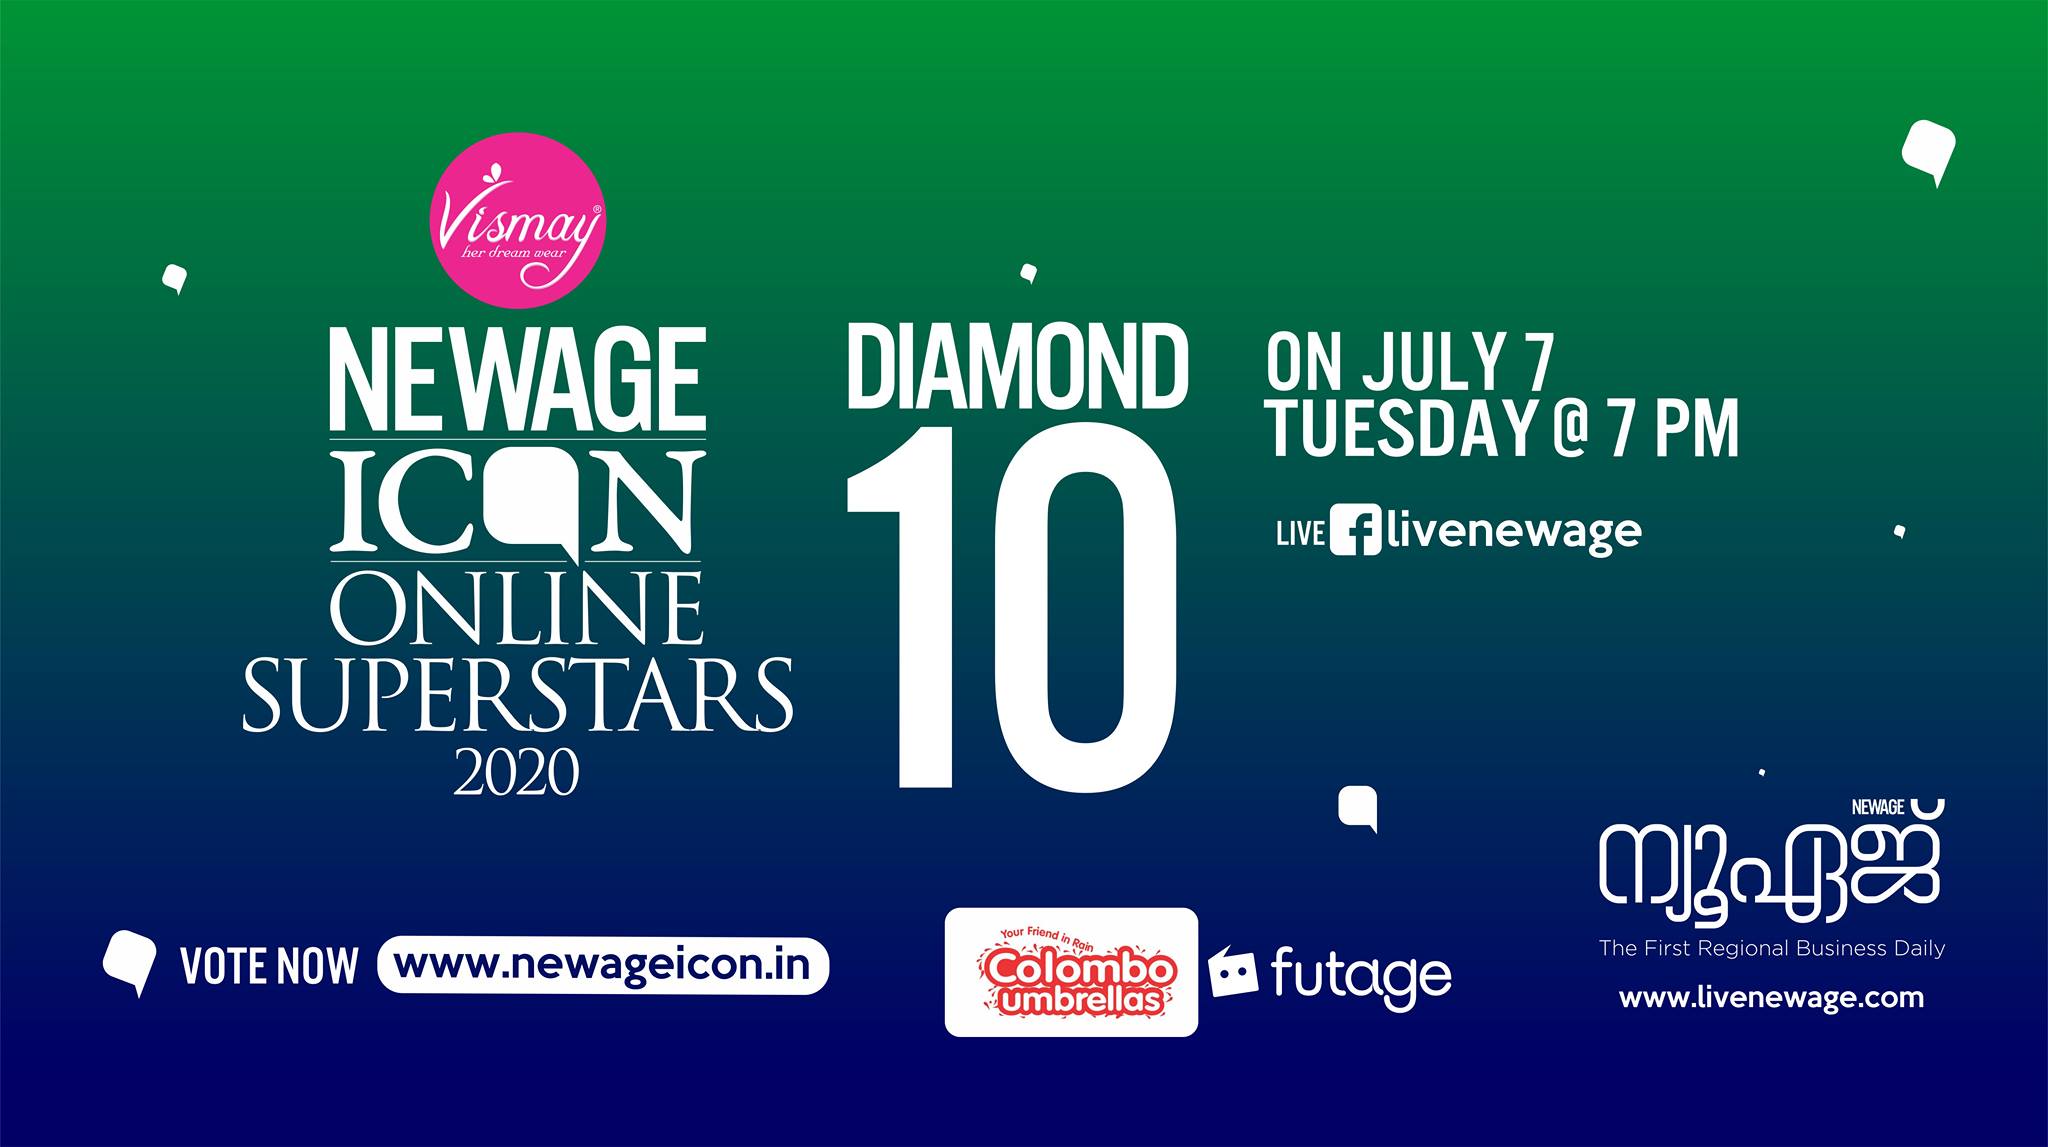 Vismay®
her dream wear
NEWAGE
ICON
ONLINE
SUPERSTARS
2020
DIAMOND
10
ON JULY 7
TUESDAY @ 7 PM
LIVE f livenewage
VOTE NOW www.newageicon.in
Your Friend in Rain
Colombo
umbrellas
futage
NEWAGE
ന്യൂഏജ്
The First Regional Business Daily
www.livenewage.com